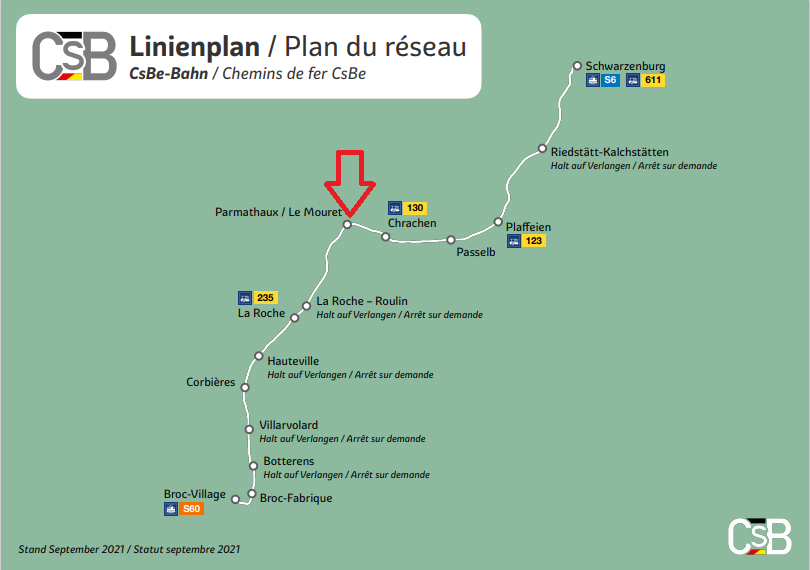 CSB
Linienplan / Plan du réseau
CsBe-Bahn / Chemins de fer CsBe
Schwarzenburg
S6 611
Riedstätt-Kalchstätten
Halt auf Verlangen / Arrêt sur demande
Parmathaux / Le Mouret
130
Chrachen
Plaffeien
123
Passelb
235
La Roche
La Roche – Roulin
Halt auf Verlangen / Arrêt sur demande
Hauteville
Halt auf Verlangen / Arrêt sur demande
Corbières
Villarvolard
Halt auf Verlangen / Arrêt sur demande
Botterens
Halt auf Verlangen / Arrêt sur demande
Broc-Village
S60
Broc-Fabrique
Stand September 2021 / Statut septembre 2021
CSB